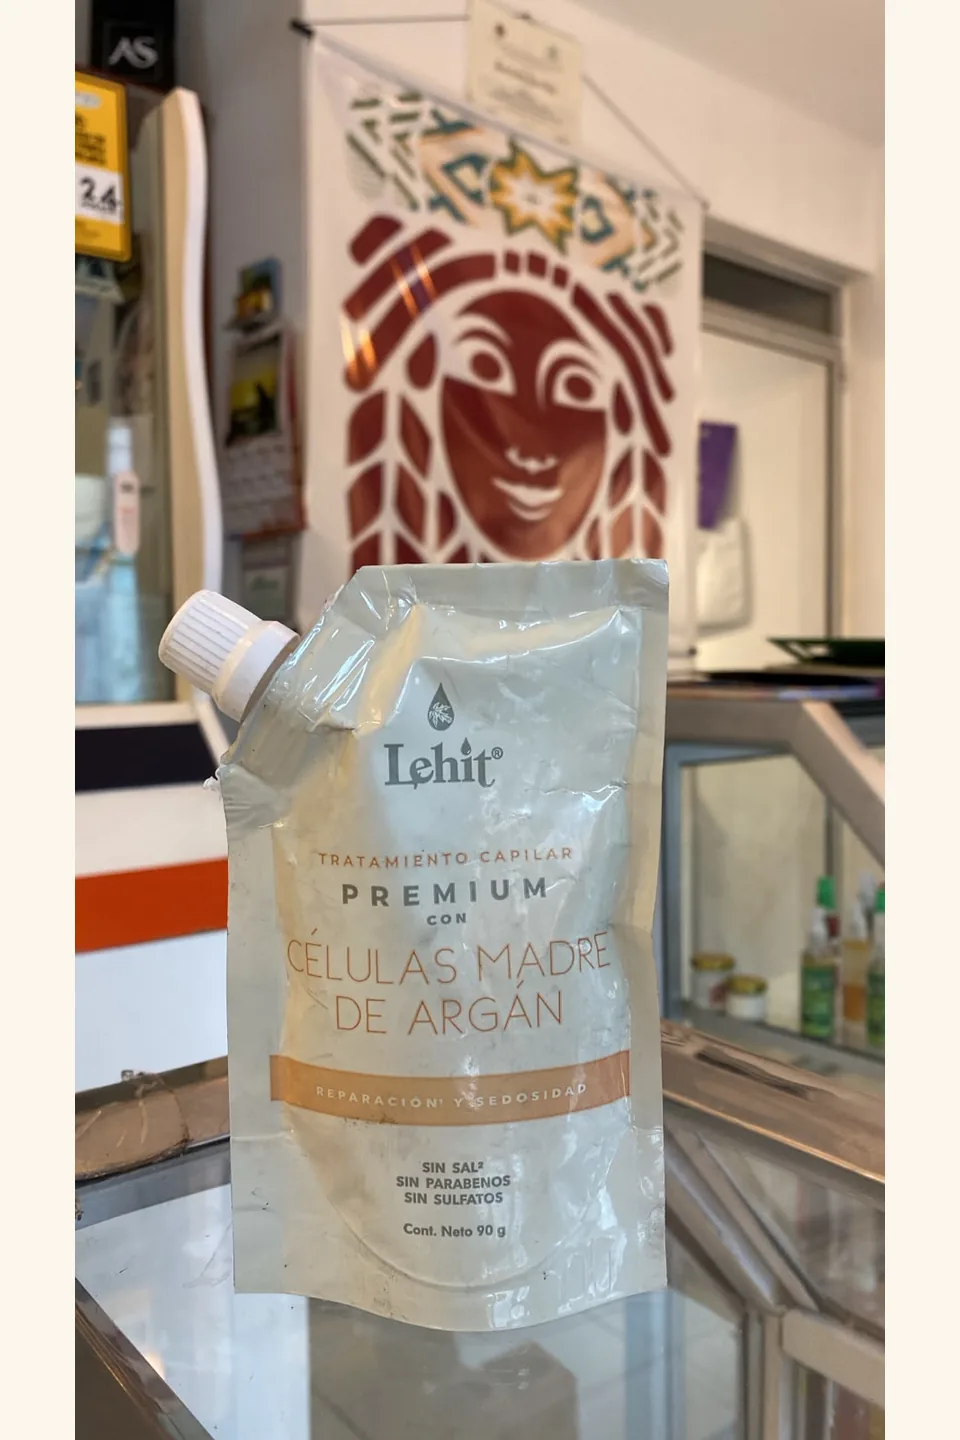 AS
24
Lehit®
TRATAMIENTO CAPILAR
PREMIUM
CON
CÉLULAS MADRE
DE ARGÁN
REPARACIÓN¹ Y SEDOSIDAD
SIN SAL²
SIN PARABENOS
SIN SULFATOS
Cont. Neto 90 g